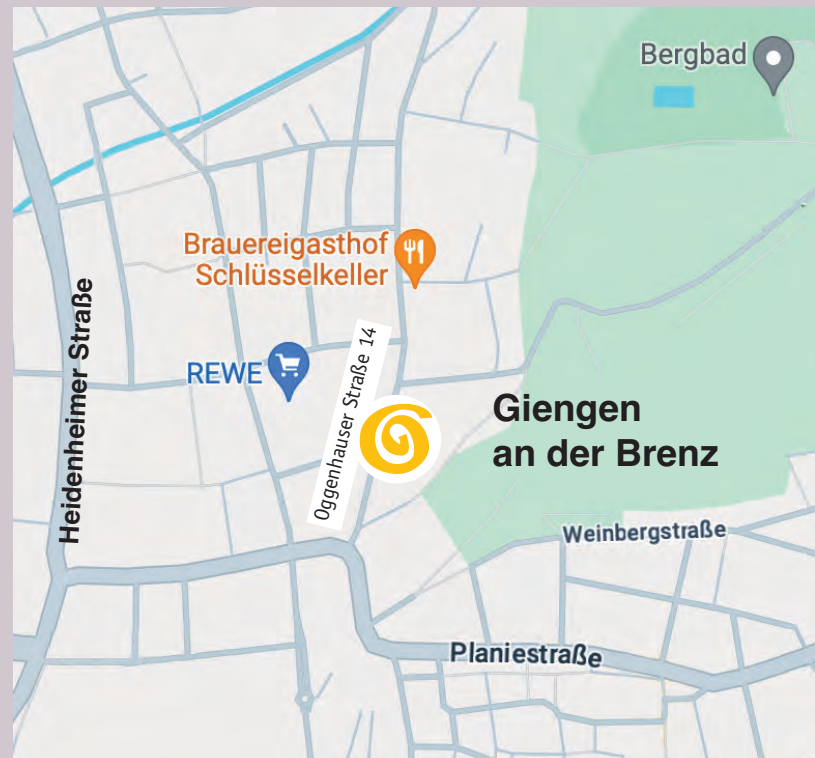 Bergbad
Brauereigasthof
Schlüsselkeller
Heidenheimer Straße
REWE
Oggenhauser Straße 14
Giengen
an der Brenz
Weinbergstraße
Planiestraße